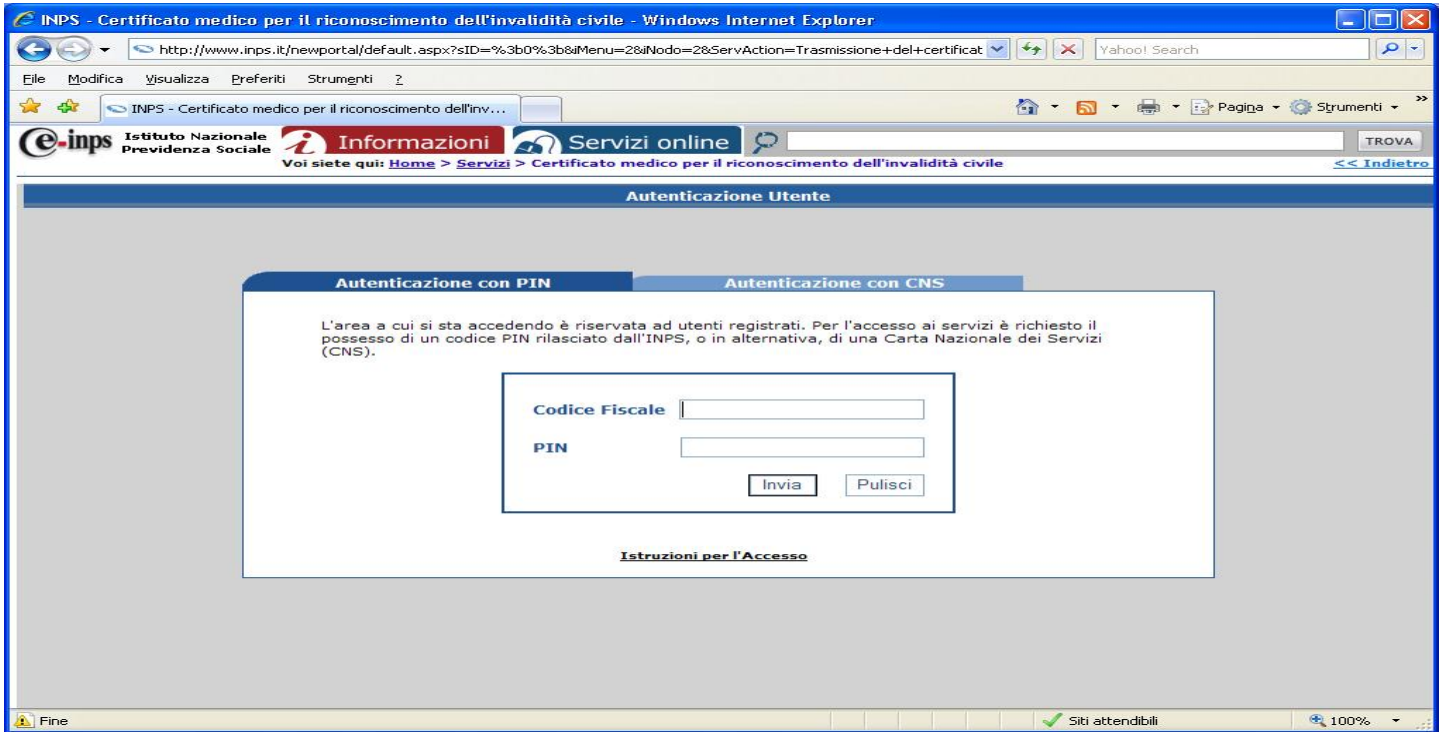 INPS - Certificato medico per il riconoscimento dell'invalidità civile - Windows Internet Explorer
http://www.inps.it/newportal/default.aspx?sID=%3b0%3b&iMenu=2&iNodo=2&ServAction=Trasmissione+del+certificat
Yahoo! Search
File Modifica Visualizza Preferiti Strumenti ?
INPS - Certificato medico per il riconoscimento dell'inv...
Pagina Strumenti »
e-inps Istituto Nazionale Previdenza Sociale
Informazioni Servizi online TROVA
Voi siete qui: Home > Servizi > Certificato medico per il riconoscimento dell'invalidità civile << Indietro
Autenticazione Utente
Autenticazione con PIN Autenticazione con CNS
L'area a cui si sta accedendo è riservata ad utenti registrati. Per l'accesso ai servizi è richiesto il
possesso di un codice PIN rilasciato dall'INPS, o in alternativa, di una Carta Nazionale dei Servizi
(CNS).
Codice Fiscale
PIN
Invia Pulisci
Istruzioni per l'Accesso
Fine Siti attendibili 100%